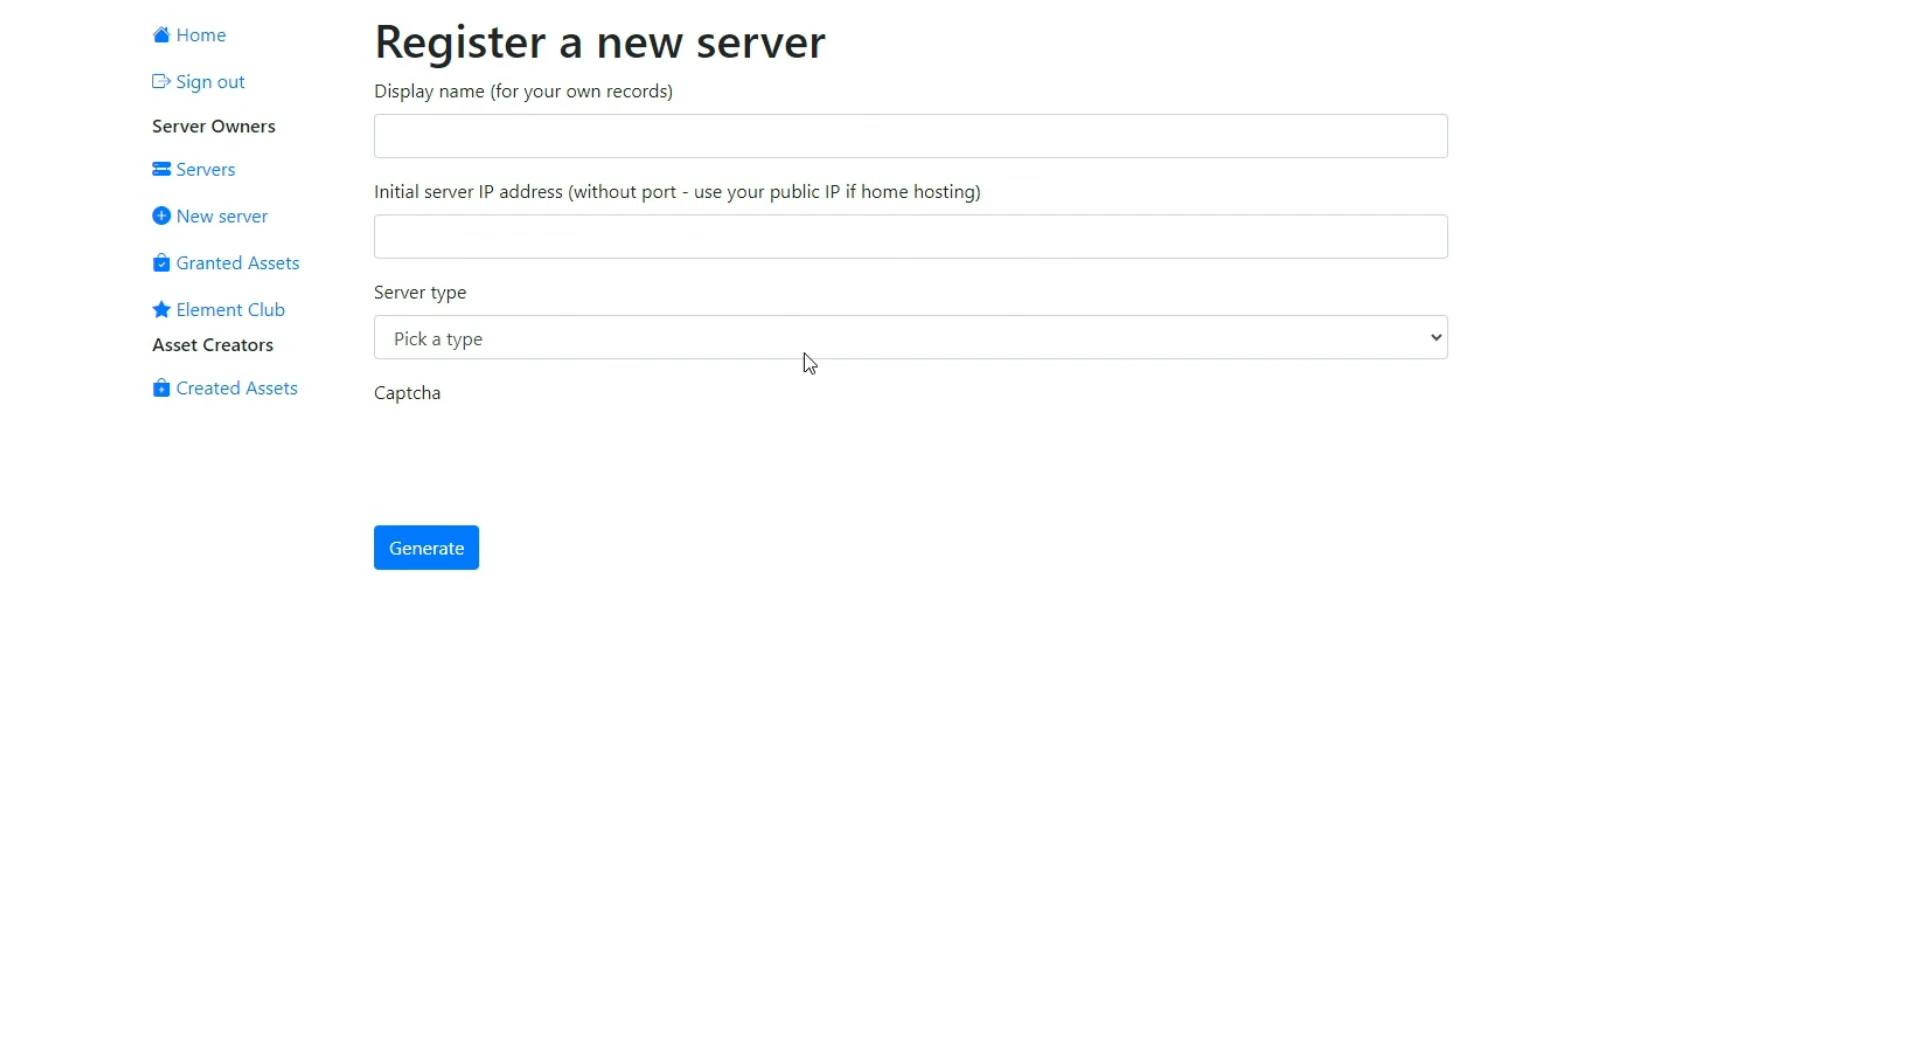 Home
Sign out
Server Owners
Servers
New server
Granted Assets
Element Club
Asset Creators
Created Assets
Register a new server
Display name (for your own records)
Initial server IP address (without port - use your public IP if home hosting)
Server type
Pick a type
Captcha
Generate